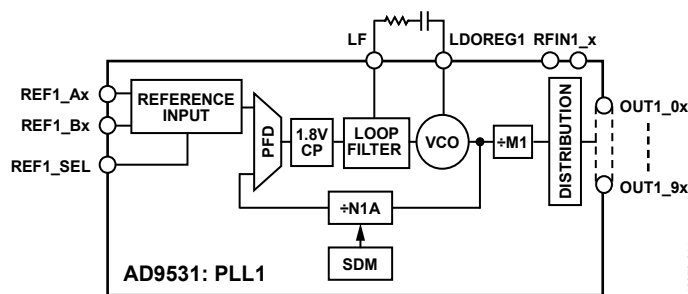 LF
LDOREG1 RFIN1_x
REF1_Ax
REF1_Bx
REF1_SEL
REFERENCE
INPUT
PFD
1.8V
CP
LOOP
FILTER
VCO
÷M1
DISTRIBUTION
OUT1_0x
OUT1_9x
÷N1A
SDM
AD9531: PLL1